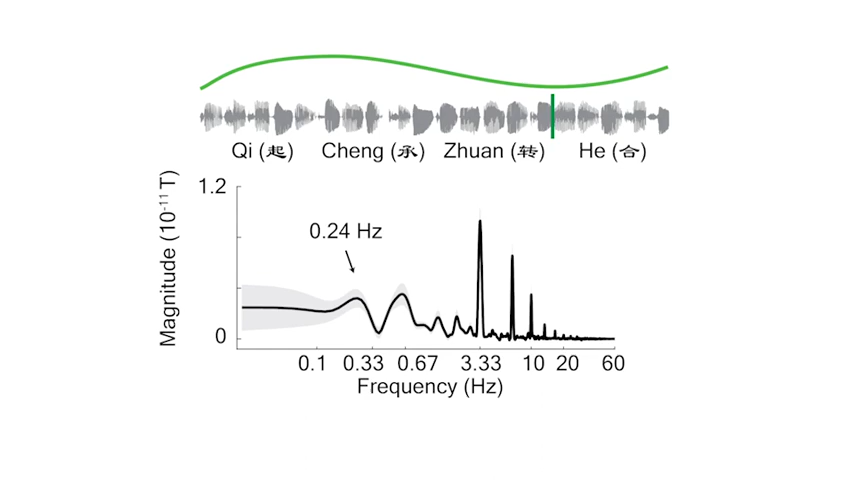 Qi (起) Cheng (承) Zhuan (转) He (合)
1.2
Magnitude (10⁻¹¹ T)
0.24 Hz
0
0.1 0.33 0.67 3.33 10 20 60
Frequency (Hz)